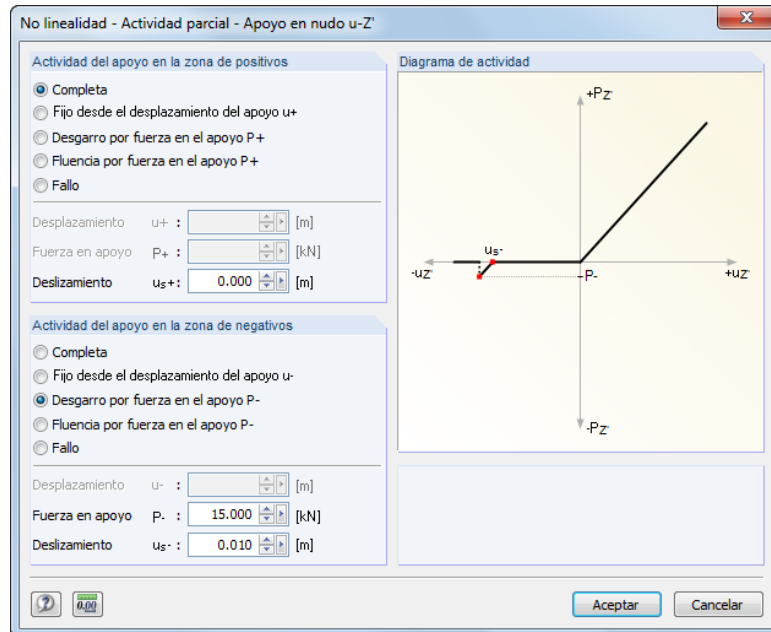 No linealidad - Actividad parcial - Apoyo en nudo u-Z'
Actividad del apoyo en la zona de positivos
Completa
Fijo desde el desplazamiento del apoyo u+
Desgarro por fuerza en el apoyo P+
Fluencia por fuerza en el apoyo P+
Fallo
Desplazamiento u+ : [m]
Fuerza en apoyo P+ : [kN]
Deslizamiento us+: 0.000 [m]
Actividad del apoyo en la zona de negativos
Completa
Fijo desde el desplazamiento del apoyo u-
Desgarro por fuerza en el apoyo P-
Fluencia por fuerza en el apoyo P-
Fallo
Desplazamiento u- : [m]
Fuerza en apoyo P- : 15.000 [kN]
Deslizamiento us- : 0.010 [m]
Diagrama de actividad
+PZ'
us-
-uZ'
P-
+uZ'
-PZ'
0.00
Aceptar
Cancelar